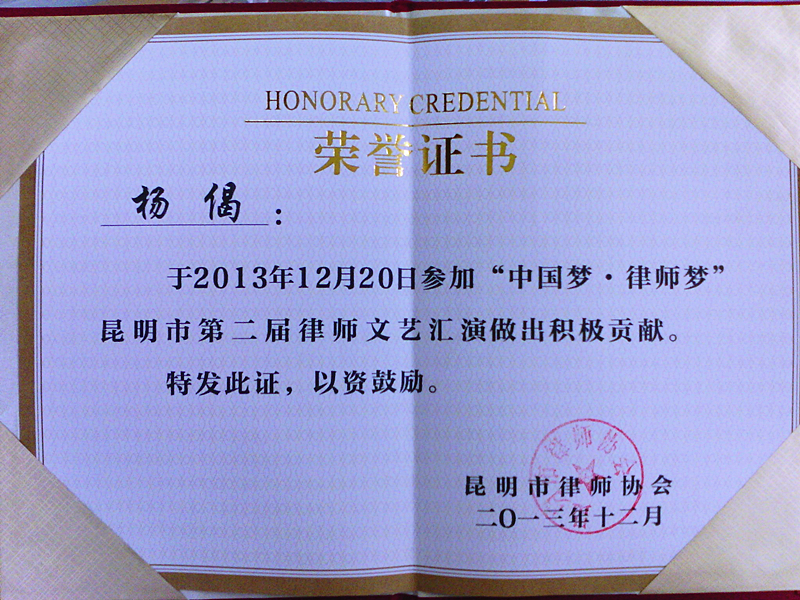 HONORARY CREDENTIAL
荣誉证书
杨偈：
于2013年12月20日参加“中国梦·律师梦”
昆明市第二届律师文艺汇演做出积极贡献。
特发此证，以资鼓励。
昆明市律师协会
二〇一三年十二月